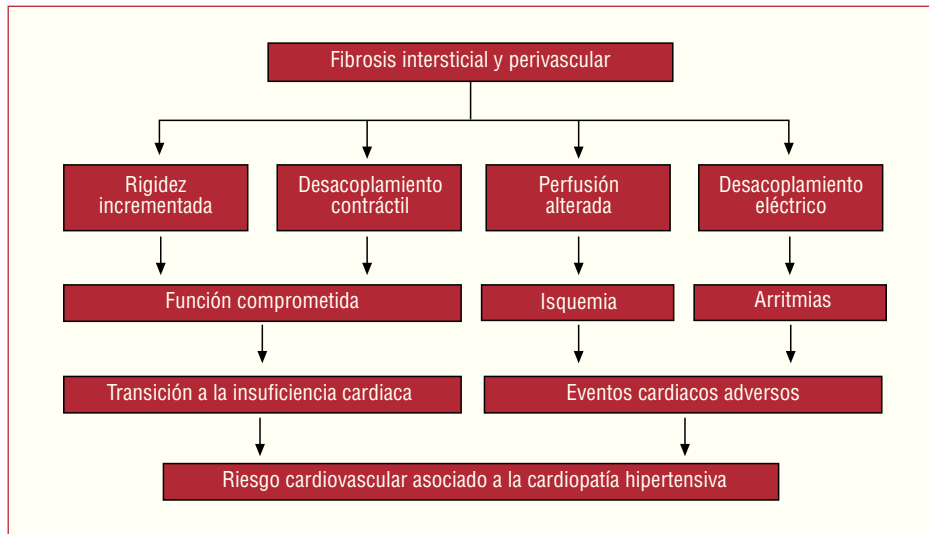 Fibrosis intersticial y perivascular
Rigidez
incrementada
Desacoplamiento
contráctil
Perfusión
alterada
Desacoplamiento
eléctrico
Función comprometida
Isquemia
Arritmias
Transición a la insuficiencia cardiaca
Eventos cardiacos adversos
Riesgo cardiovascular asociado a la cardiopatía hipertensiva